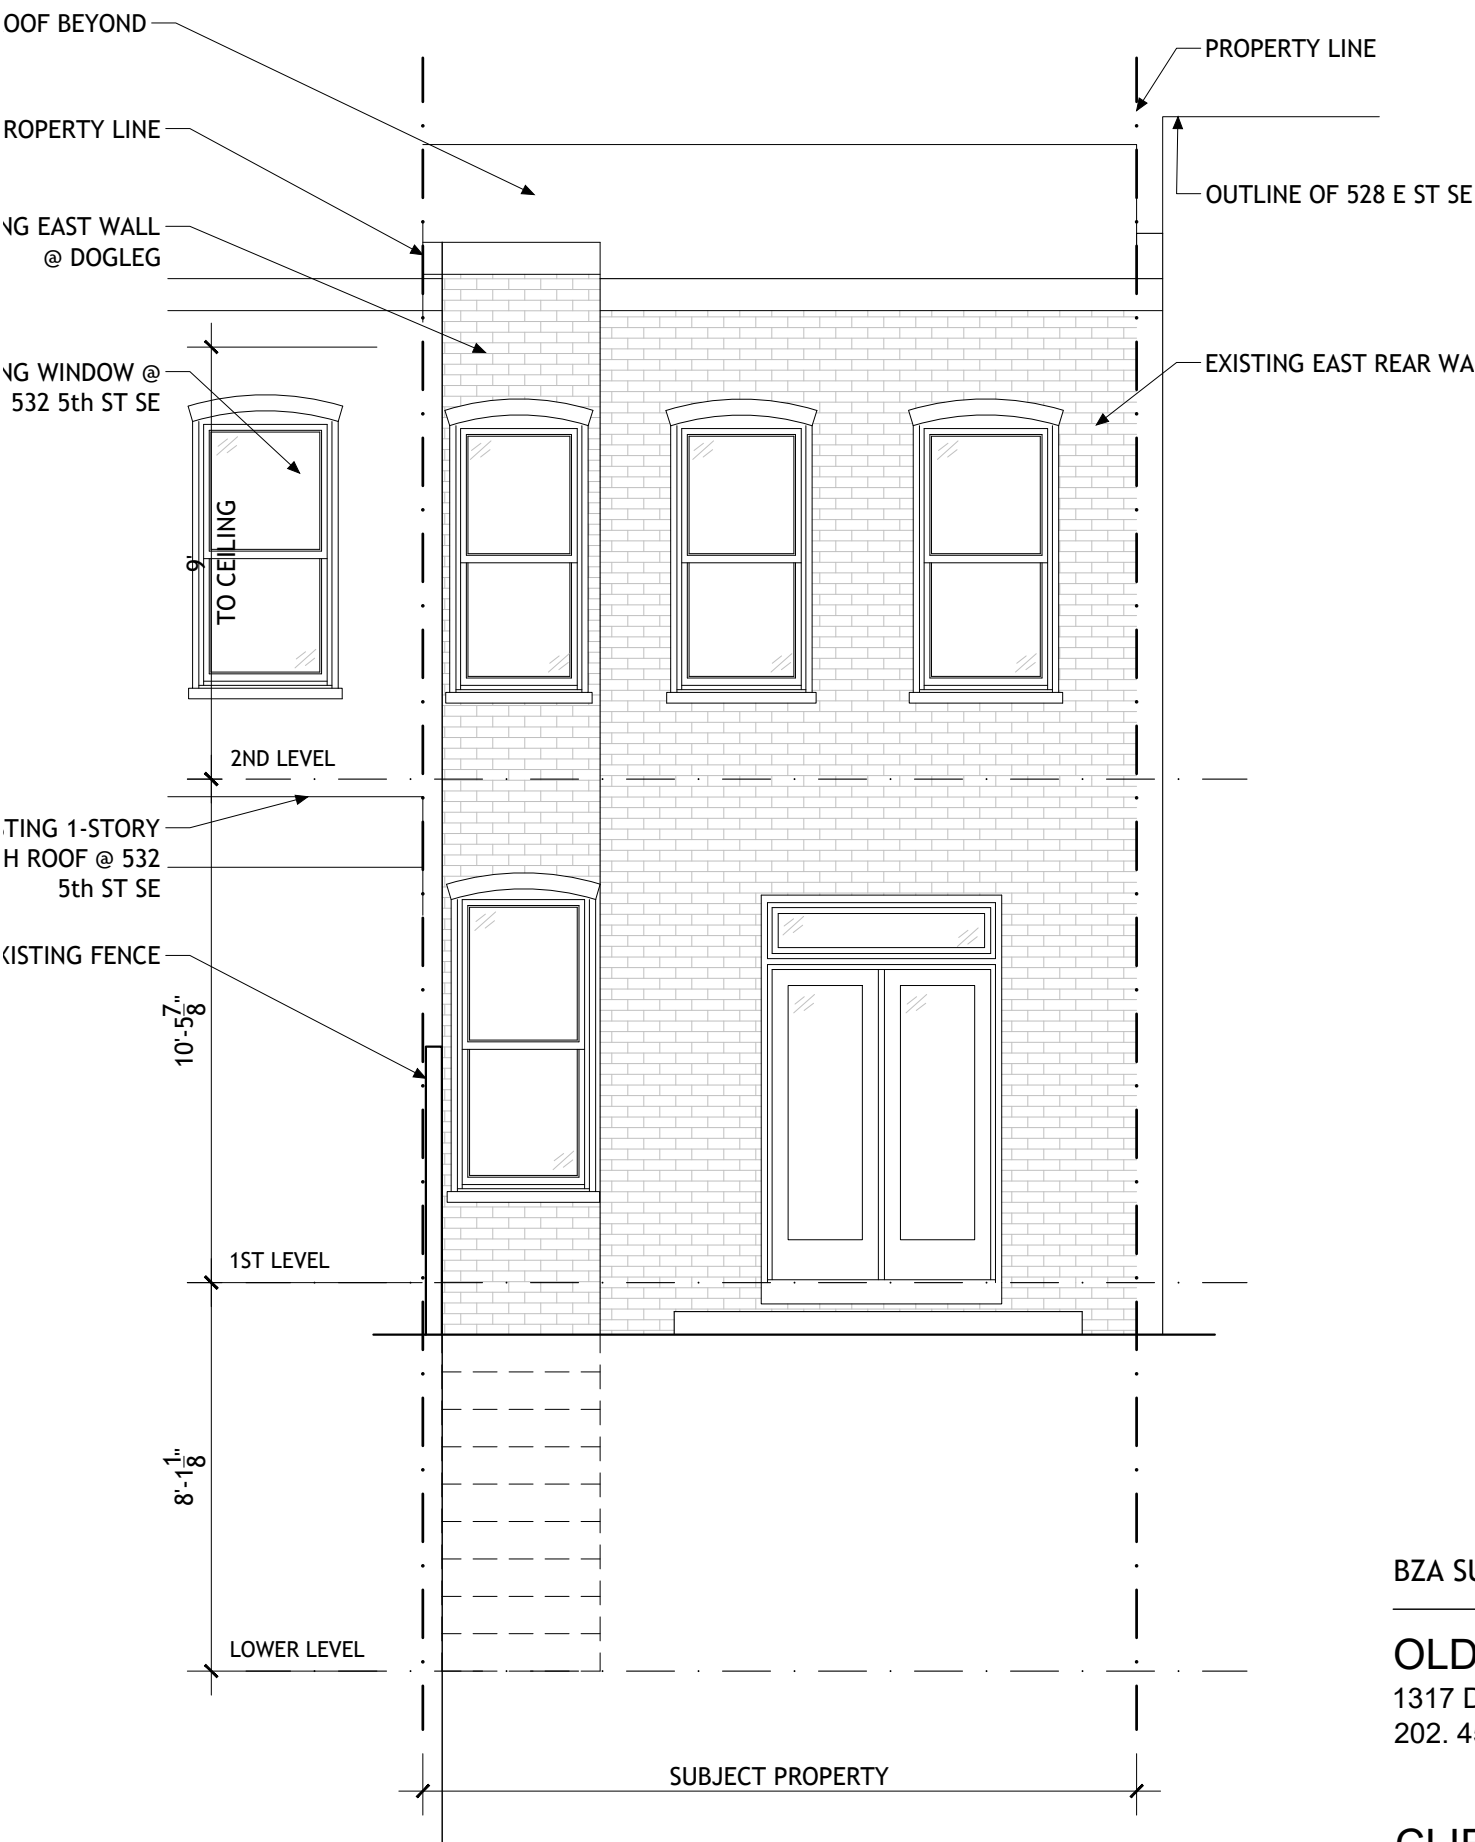 OOF BEYOND
PROPERTY LINE
ROPERTY LINE
OUTLINE OF 528 E ST SE
NG EAST WALL
@ DOGLEG
NG WINDOW @
532 5th ST SE
EXISTING EAST REAR WA
9'
TO CEILING
2ND LEVEL
TING 1-STORY
H ROOF @ 532
5th ST SE
XISTING FENCE
10'-5 7/8"
1ST LEVEL
8'-1 1/8"
LOWER LEVEL
SUBJECT PROPERTY
BZA SU
OLD
1317 D
202. 4